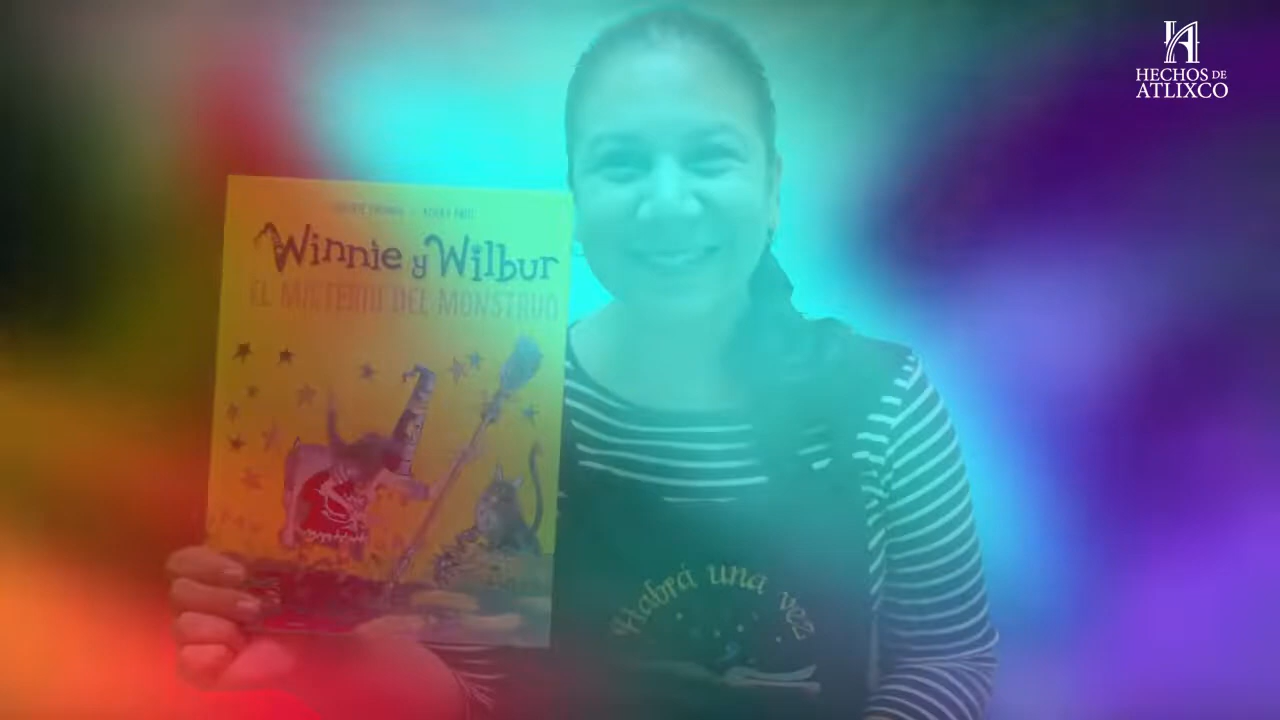 HECHOS DE
ATLIXCO
Winnie y Wilbur
EL MISTERIO DEL MONSTRUO
Habrá una vez